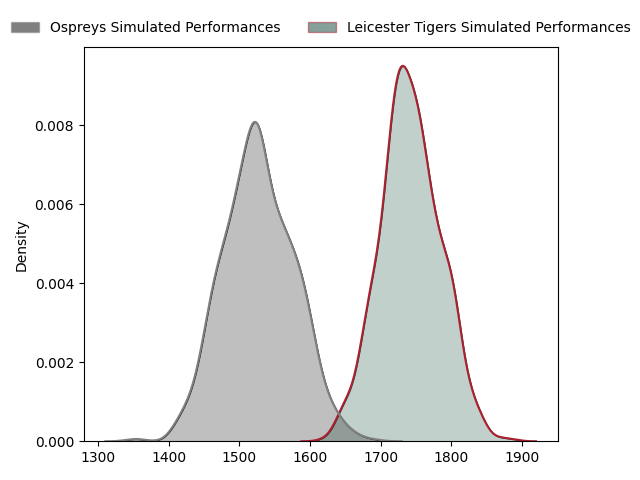 Ospreys Simulated Performances Leicester Tigers Simulated Performances
Density
0.008
0.006
0.004
0.002
0.000
1300 1400 1500 1600 1700 1800 1900